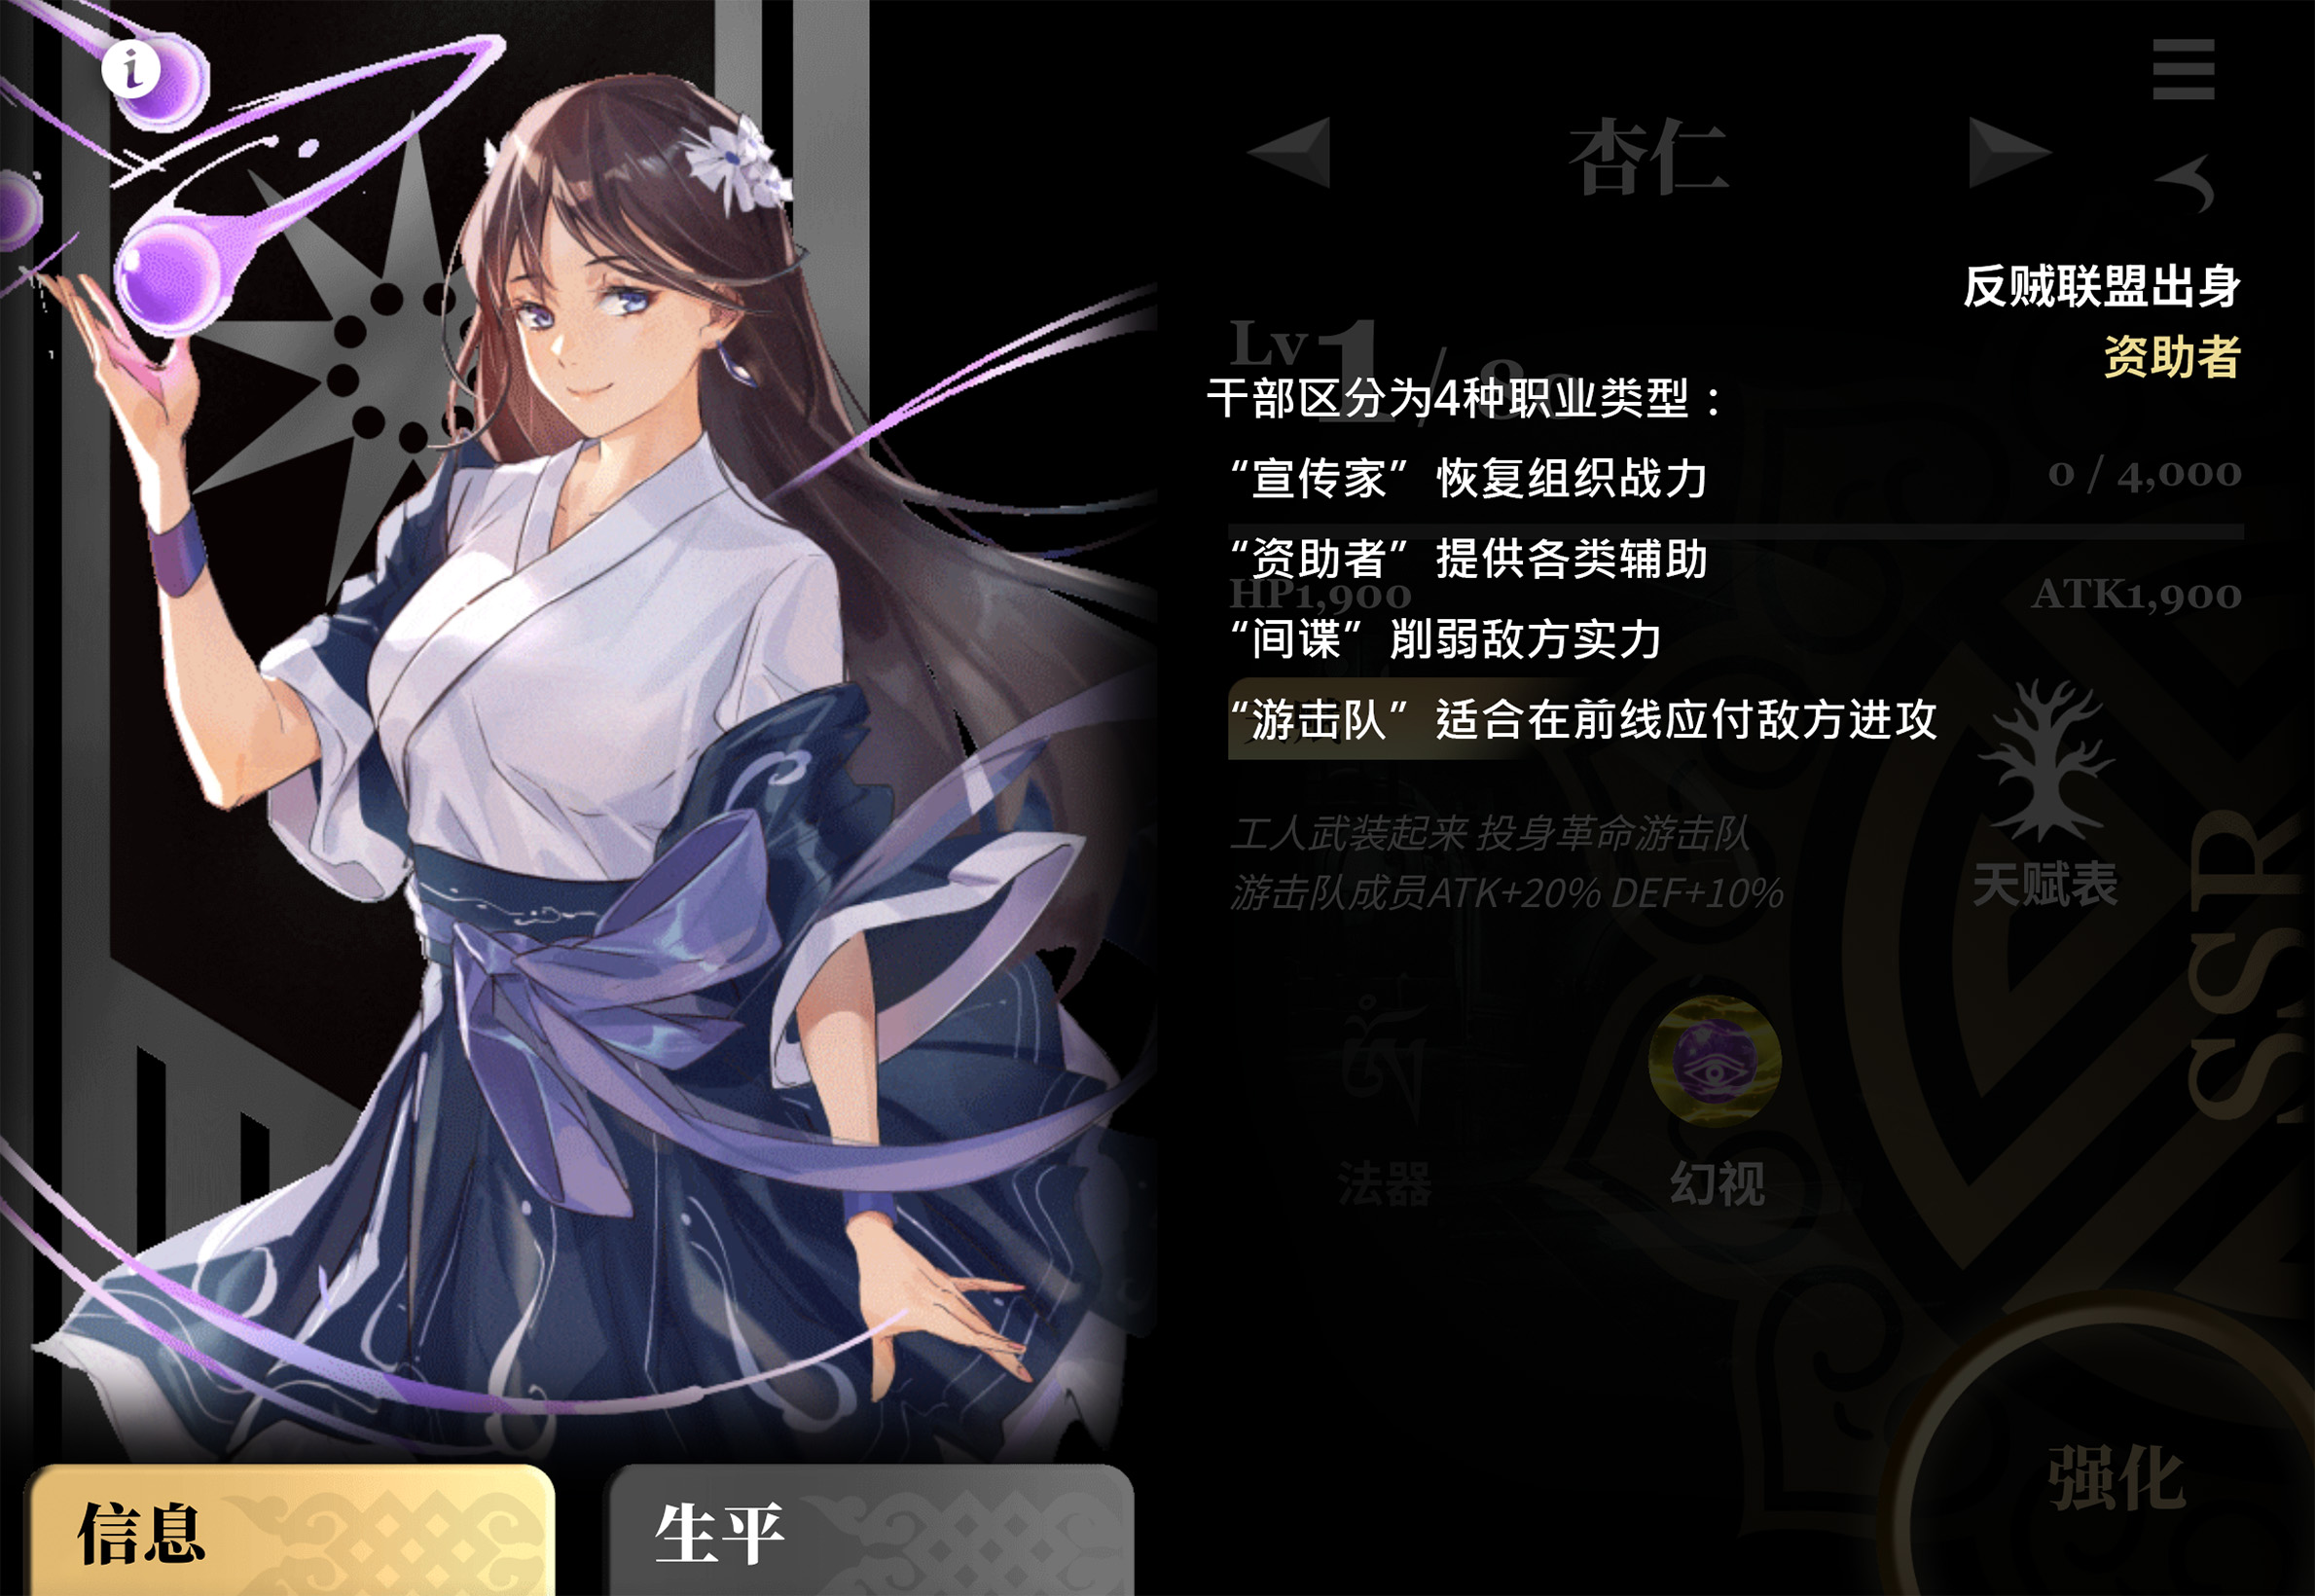 i
杏仁
反贼联盟出身
资助者
Lv1/ 80
干部区分为4种职业类型：
“宣传家” 恢复组织战力
0 / 4,000
“资助者” 提供各类辅助
HP1,900
ATK1,900
“间谍” 削弱敌方实力
“游击队” 适合在前线应付敌方进攻
工人武装起来 投身革命游击队
游击队成员ATK+20% DEF+10%
天赋表
SSR
法器
幻视
强化
信息
生平